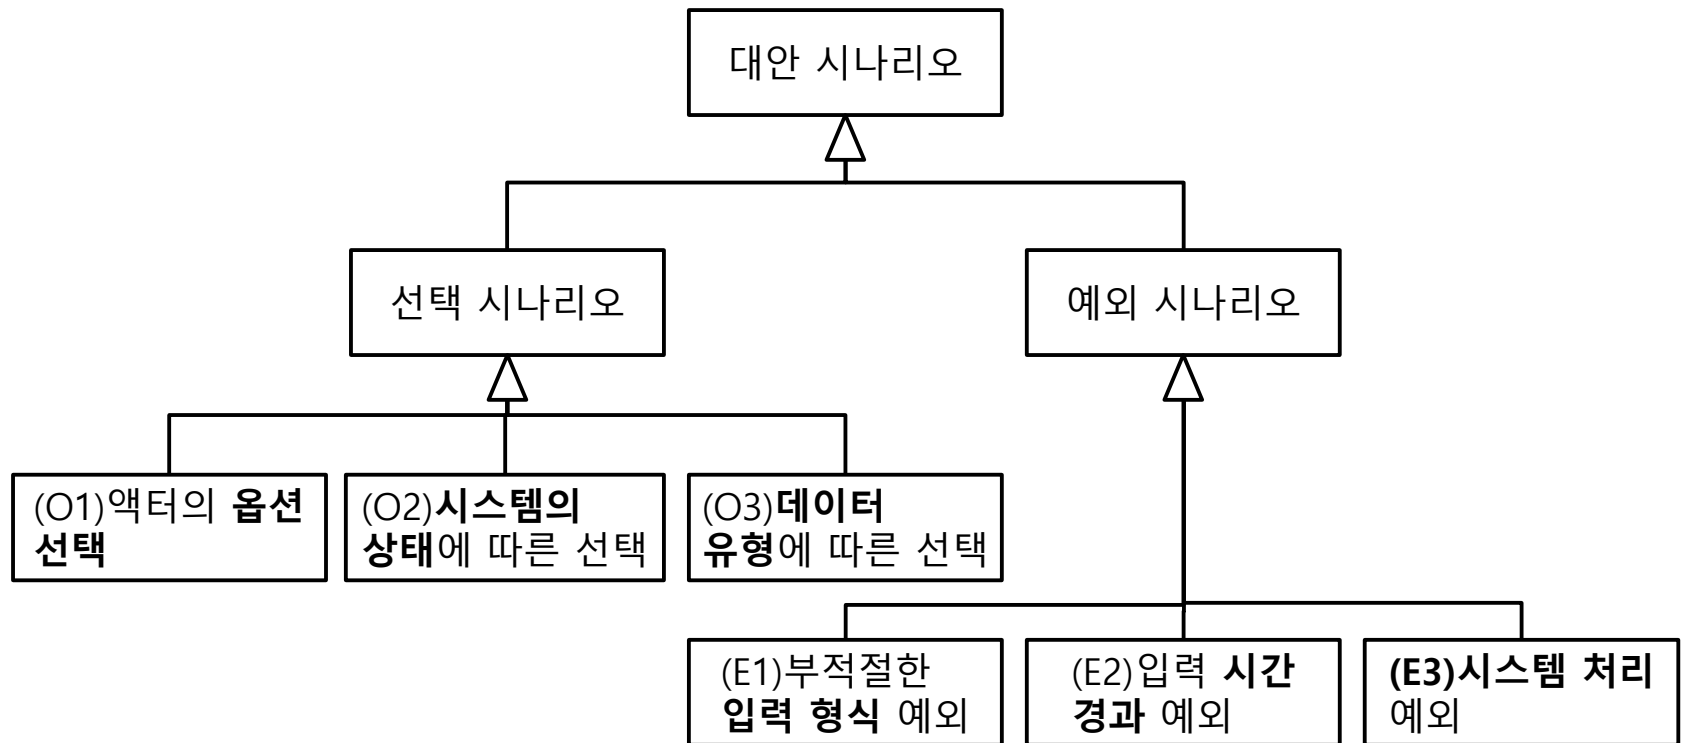 대안 시나리오
선택 시나리오
예외 시나리오
(O1)액터의 옵션
선택
(O2)시스템의
상태에 따른 선택
(O3)데이터
유형에 따른 선택
(E1)부적절한
입력 형식 예외
(E2)입력 시간
경과 예외
(E3)시스템 처리
예외